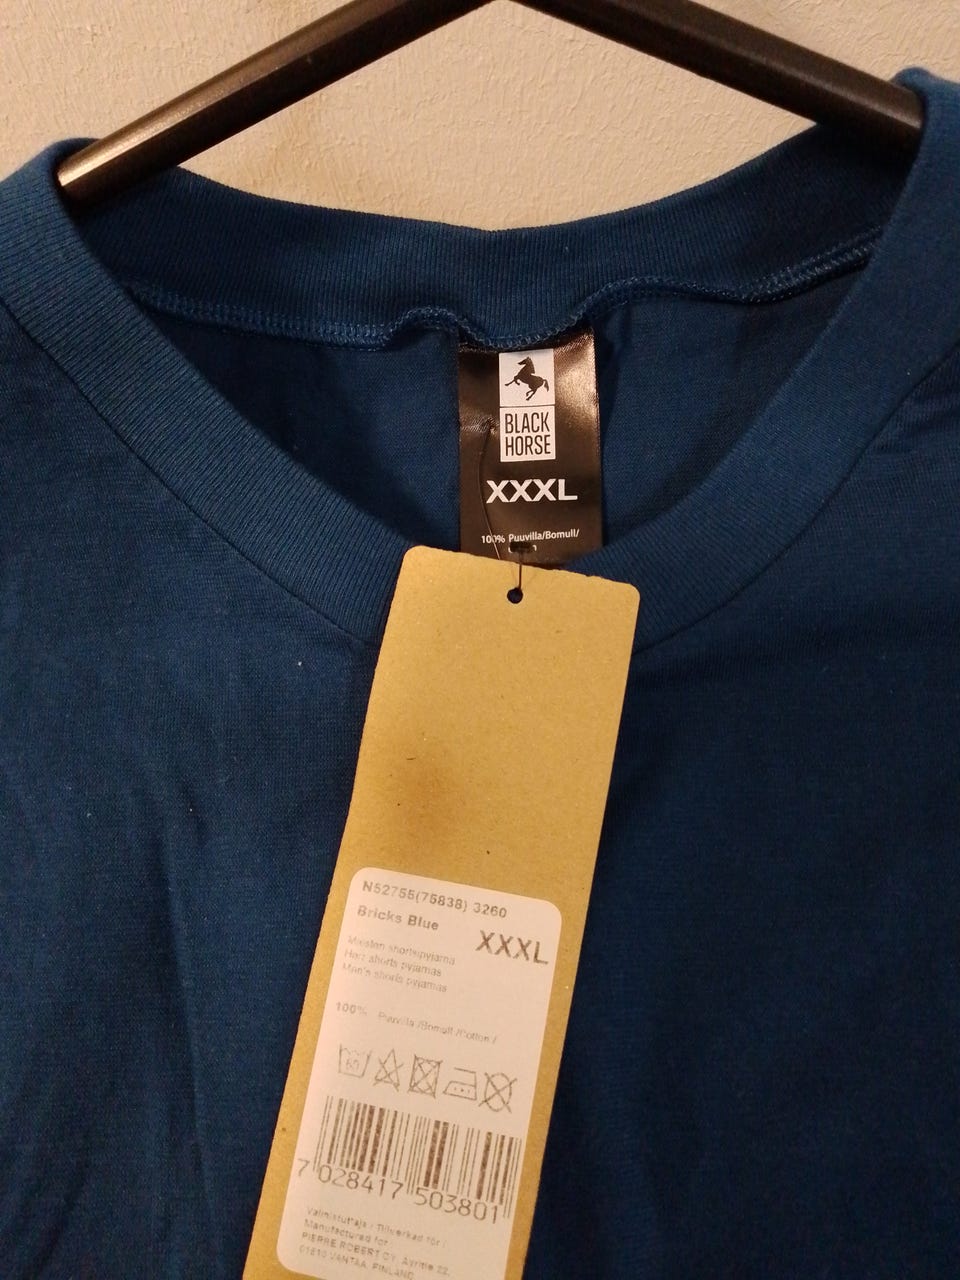 BLACK
HORSE
XXXL
100% Puuvilla/Bomull/
N52755(75838) 3260
Bricks Blue
XXXL
Miesten shortsipyjama
Herr shorts pyjamas
Men's shorts pyjamas
100% Puuvilla /Bomull /Cotton /
60
7 028417 503801
Valmistuttaja / Tillverkad för /
Manufactured for :
PIERRE ROBERT OY, Äyritie 22,
01510 VANTAA, FINLAND